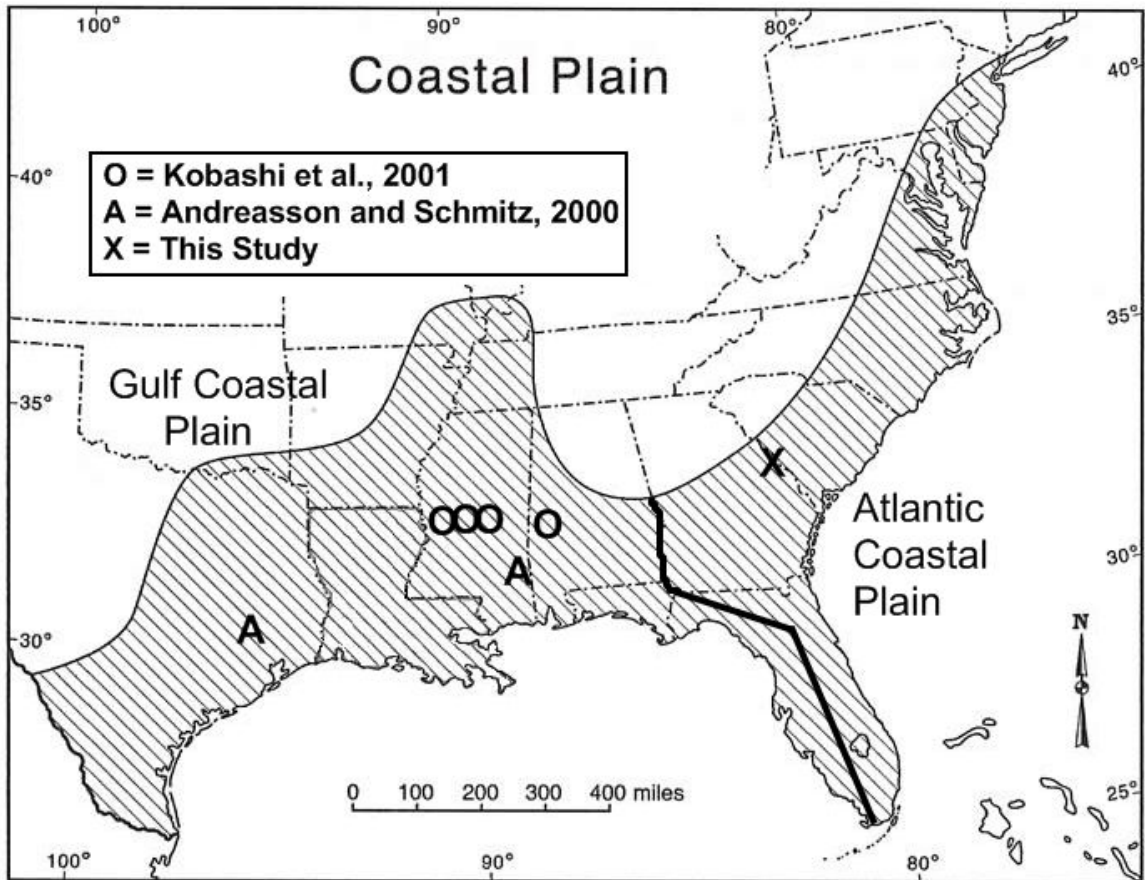 100° 90° 80°
Coastal Plain
40°
O = Kobashi et al., 2001
A = Andreasson and Schmitz, 2000
X = This Study
40°
35°
Gulf Coastal
Plain
35°
X
O O O O
A
Atlantic
Coastal
Plain
30°
A
30°
N
0 100 200 300 400 miles
25°
100° 90° 80°